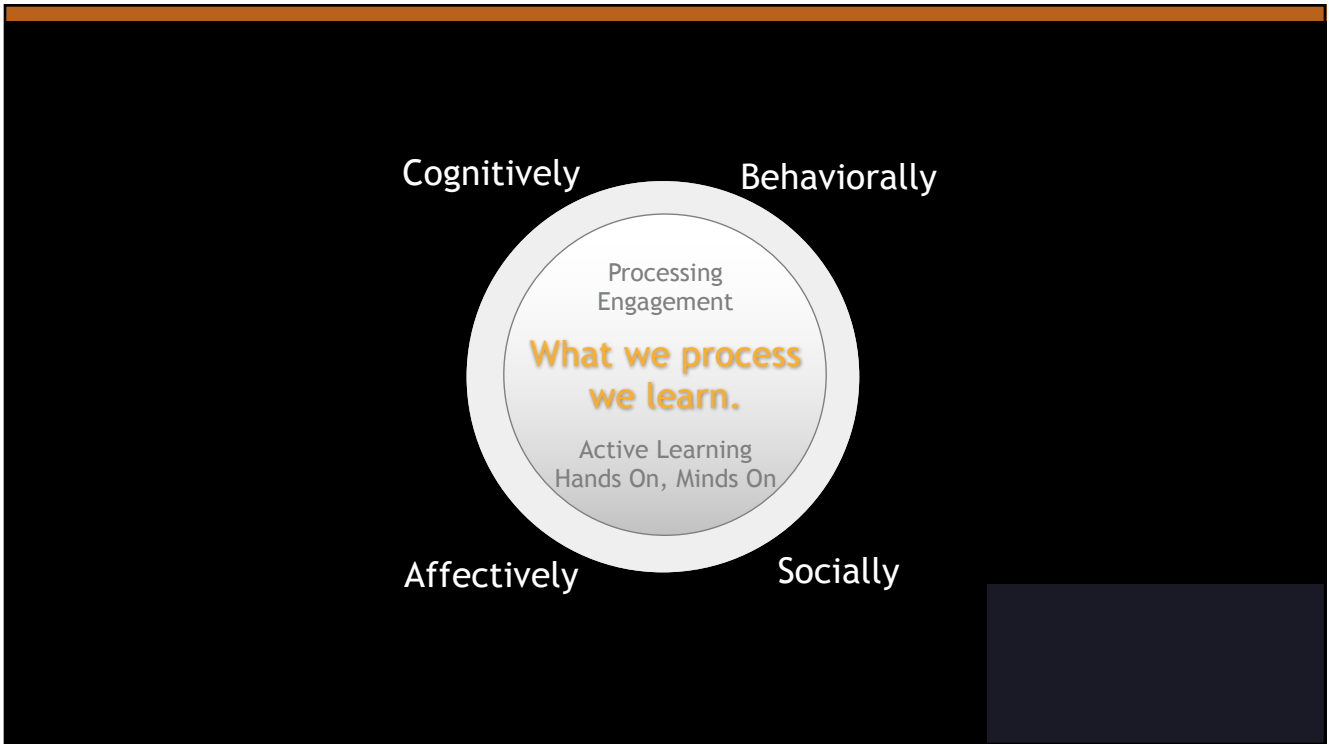 Cognitively
Behaviorally
Processing
Engagement
What we process
we learn.
Active Learning
Hands On, Minds On
Affectively
Socially